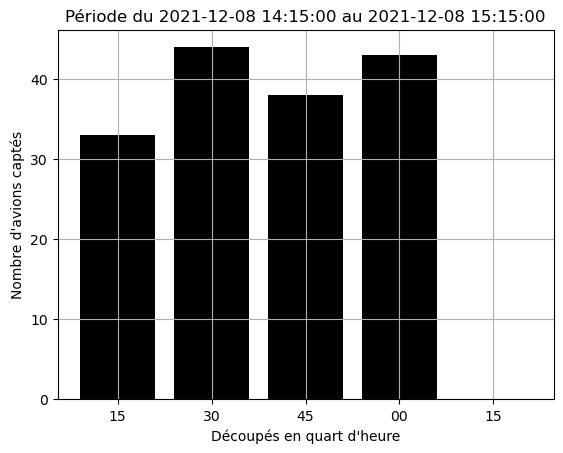 Période du 2021-12-08 14:15:00 au 2021-12-08 15:15:00
Nombre d'avions captés
40
30
20
10
0
15 30 45 00 15
Découpés en quart d'heure